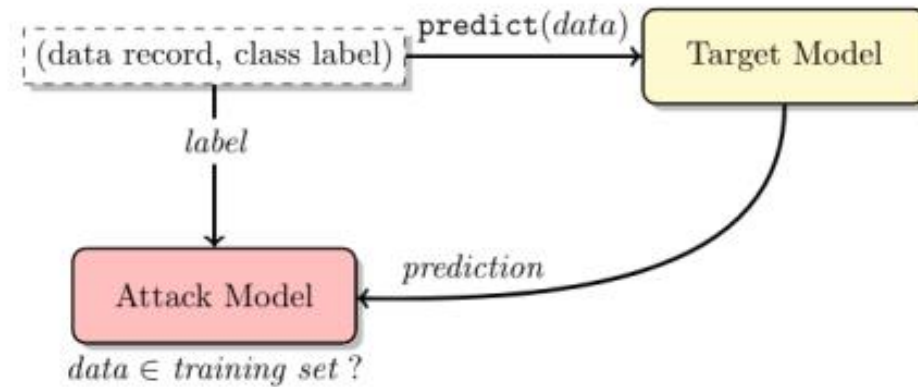 predict(data)
(data record, class label)
Target Model
label
prediction
Attack Model
data ∈ training set ?